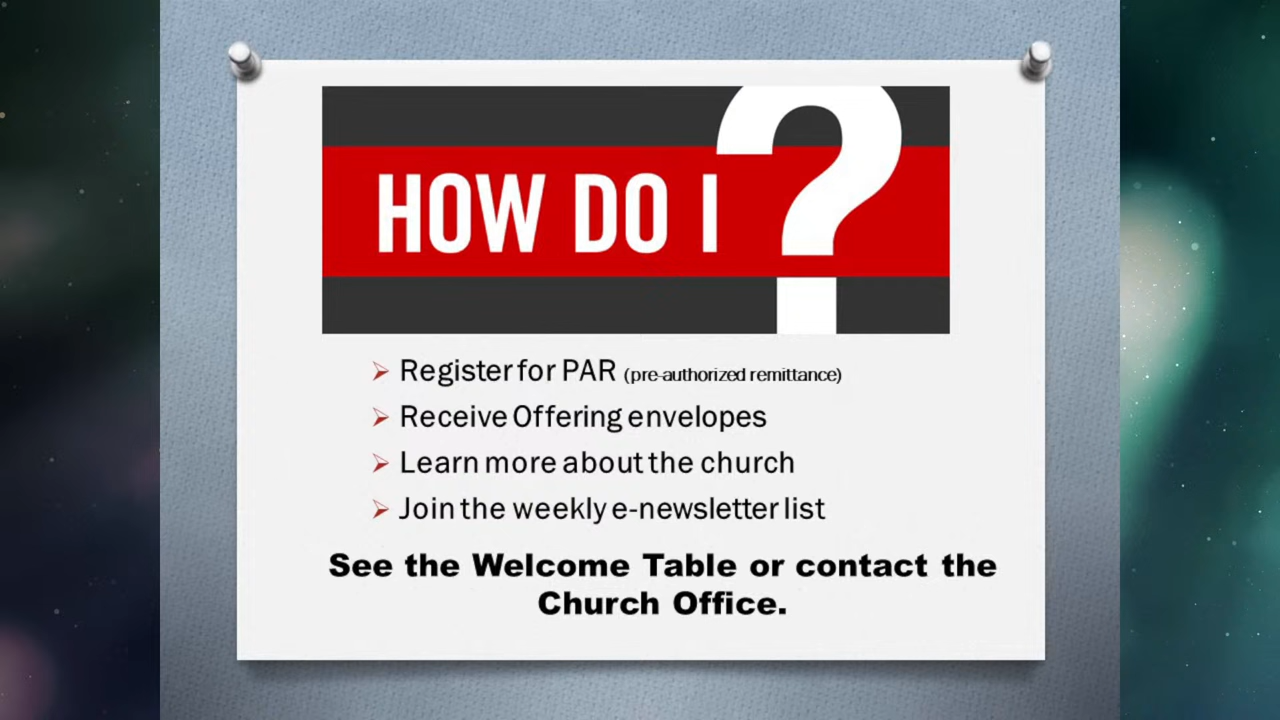 HOW DO I ?
Register for PAR (pre-authorized remittance)
Receive Offering envelopes
Learn more about the church
Join the weekly e-newsletter list
See the Welcome Table or contact the
Church Office.